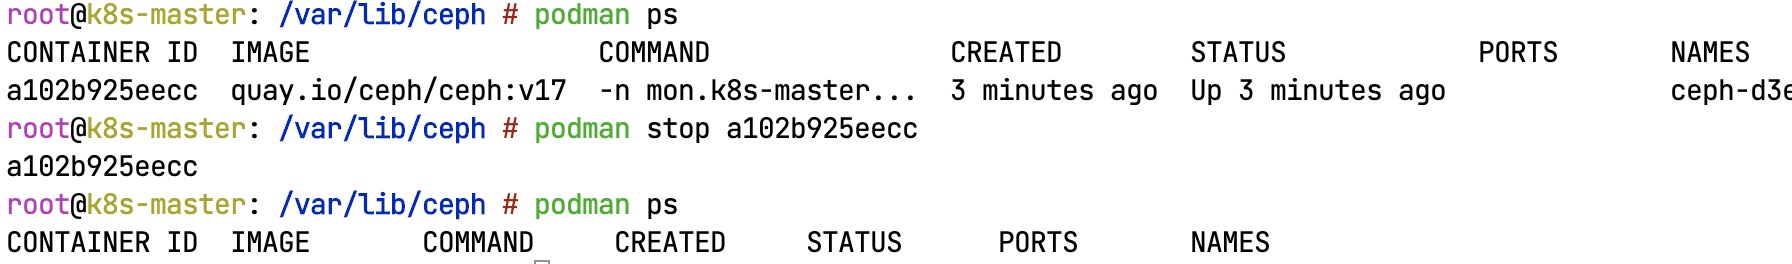 root@k8s-master: /var/lib/ceph # podman ps
CONTAINER ID  IMAGE                  COMMAND               CREATED        STATUS            PORTS       NAMES
a102b925eecc  quay.io/ceph/ceph:v17  -n mon.k8s-master...  3 minutes ago  Up 3 minutes ago              ceph-d3e
root@k8s-master: /var/lib/ceph # podman stop a102b925eecc
a102b925eecc
root@k8s-master: /var/lib/ceph # podman ps
CONTAINER ID  IMAGE       COMMAND     CREATED     STATUS      PORTS       NAMES